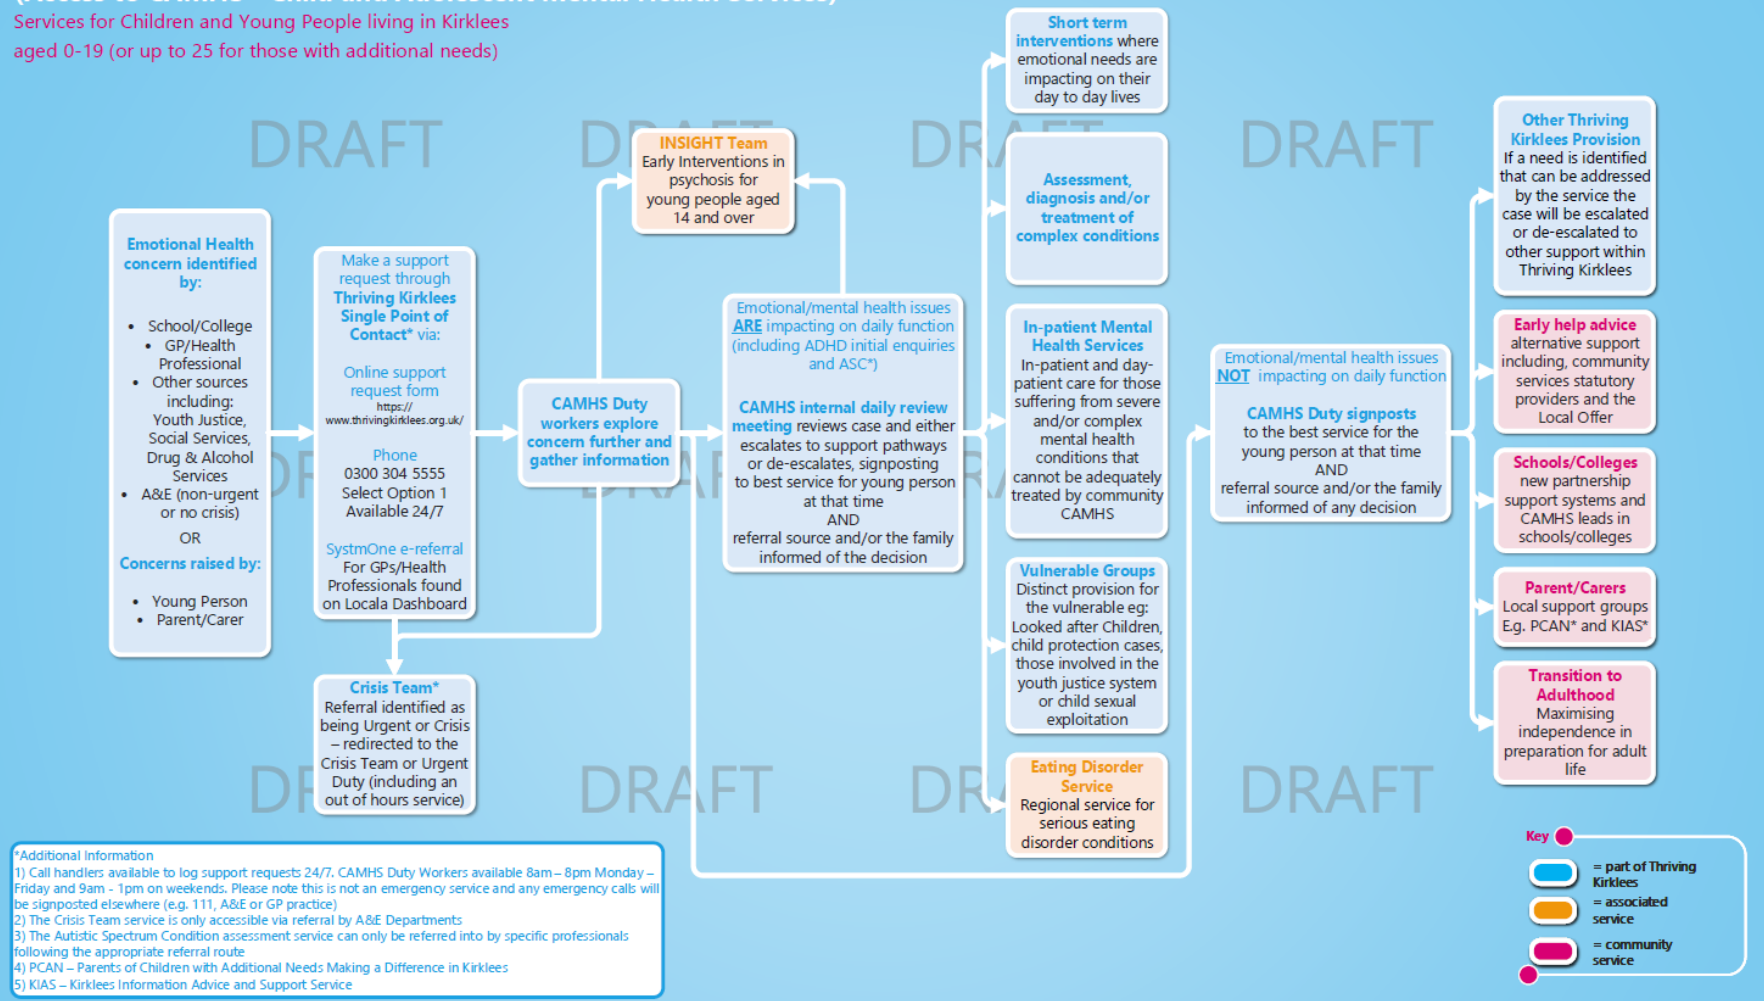 (Access to CAMHS - Child and Adolescent Mental Health Services)
Services for Children and Young People living in Kirklees
aged 0-19 (or up to 25 for those with additional needs)
DRAFT
DRAFT
DRAFT
DRAFT
Emotional Health
concern identified
by:
• School/College
• GP/Health
Professional
• Other sources
including:
Youth Justice,
Social Services,
Drug & Alcohol
Services
• A&E (non-urgent
or no crisis)
OR
Concerns raised by:
• Young Person
• Parent/Carer
Make a support
request through
Thriving Kirklees
Single Point of
Contact* via:
Online support
request form
https://
www.thrivingkirklees.org.uk/
Phone
0300 304 5555
Select Option 1
Available 24/7
SystmOne e-referral
For GPs/Health
Professionals found
on Locala Dashboard
Crisis Team*
Referral identified as
being Urgent or Crisis
– redirected to the
Crisis Team or Urgent
Duty (including an
out of hours service)
CAMHS Duty
workers explore
concern further and
gather information
INSIGHT Team
Early Interventions in
psychosis for
young people aged
14 and over
Emotional/mental health issues
ARE impacting on daily function
(including ADHD initial enquiries
and ASC*)
CAMHS internal daily review
meeting reviews case and either
escalates to support pathways
or de-escalates, signposting
to best service for young person
at that time
AND
referral source and/or the family
informed of the decision
Short term
interventions where
emotional needs are
impacting on their
day to day lives
Assessment,
diagnosis and/or
treatment of
complex conditions
In-patient Mental
Health Services
In-patient and day-
patient care for those
suffering from severe
and/or complex
mental health
conditions that
cannot be adequately
treated by community
CAMHS
Vulnerable Groups
Distinct provision for
the vulnerable eg:
Looked after Children,
child protection cases,
those involved in the
youth justice system
or child sexual
exploitation
Eating Disorder
Service
Regional service for
serious eating
disorder conditions
Emotional/mental health issues
NOT impacting on daily function
CAMHS Duty signposts
to the best service for the
young person at that time
AND
referral source and/or the family
informed of any decision
Other Thriving
Kirklees Provision
If a need is identified
that can be addressed
by the service the
case will be escalated
or de-escalated to
other support within
Thriving Kirklees
Early help advice
alternative support
including, community
services statutory
providers and the
Local Offer
Schools/Colleges
new partnership
support systems and
CAMHS leads in
schools/colleges
Parent/Carers
Local support groups
E.g. PCAN* and KIAS*
Transition to
Adulthood
Maximising
independence in
preparation for adult
life
DRAFT
DRAFT
DRAFT
DRAFT
DRAFT
DRAFT
DRAFT
*Additional Information
1) Call handlers available to log support requests 24/7. CAMHS Duty Workers available 8am – 8pm Monday –
Friday and 9am - 1pm on weekends. Please note this is not an emergency service and any emergency calls will
be signposted elsewhere (e.g. 111, A&E or GP practice)
2) The Crisis Team service is only accessible via referral by A&E Departments
3) The Autistic Spectrum Condition assessment service can only be referred into by specific professionals
following the appropriate referral route
4) PCAN – Parents of Children with Additional Needs Making a Difference in Kirklees
5) KIAS – Kirklees Information Advice and Support Service
Key
= part of Thriving
Kirklees
= associated
service
= community
service